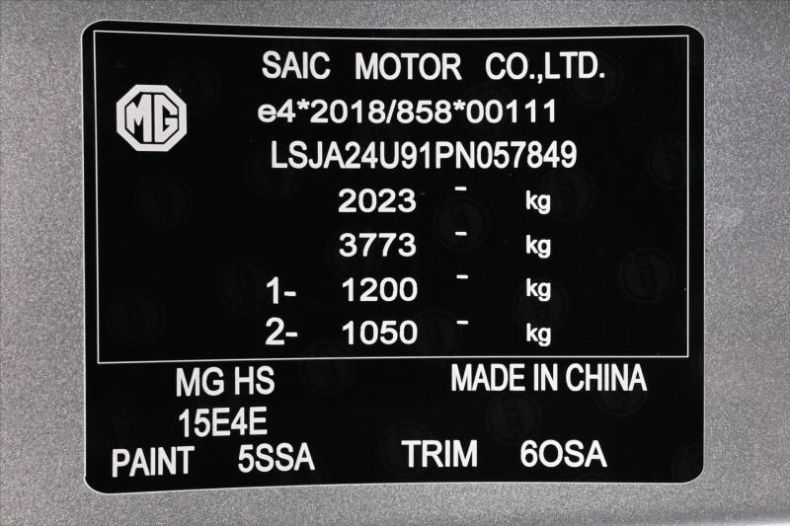 SAIC MOTOR CO.,LTD.
MG
e4*2018/858*00111
LSJA24U91PN057849
2023 - kg
3773 - kg
1- 1200 - kg
2- 1050 - kg
MG HS MADE IN CHINA
15E4E
PAINT 5SSA TRIM 6OSA